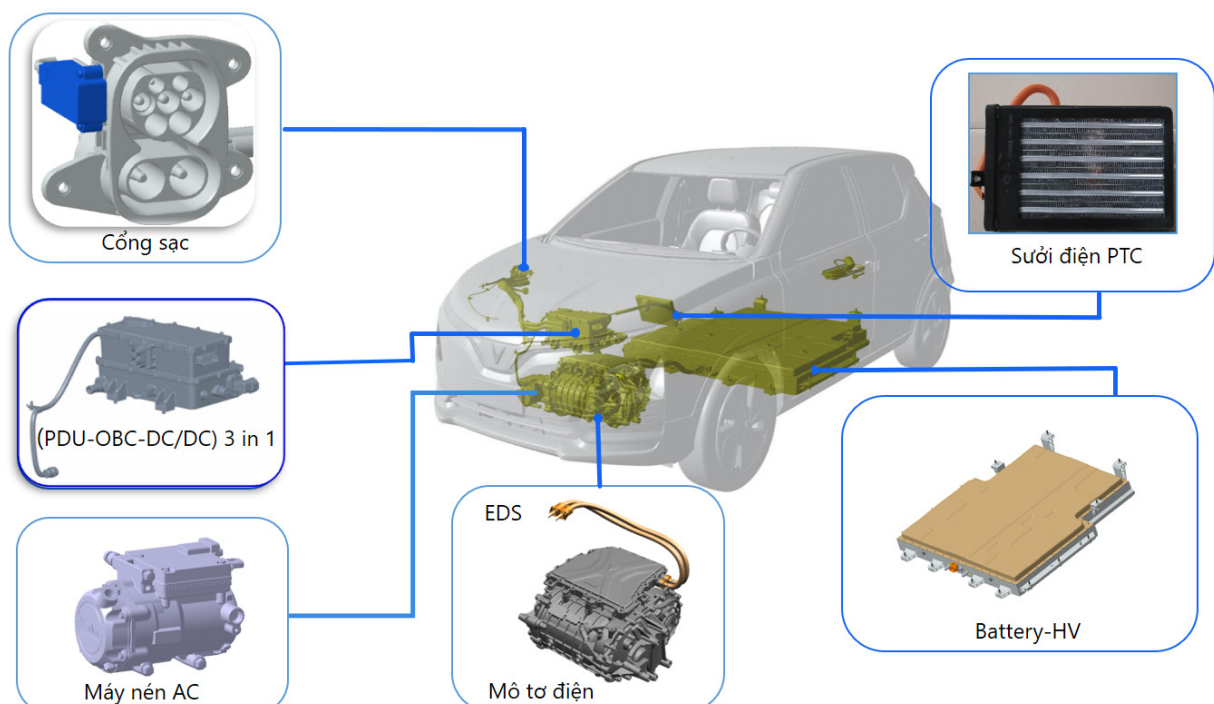 Cổng sạc
Sưởi điện PTC
(PDU-OBC-DC/DC) 3 in 1
EDS
Mô tơ điện
Máy nén AC
Battery-HV